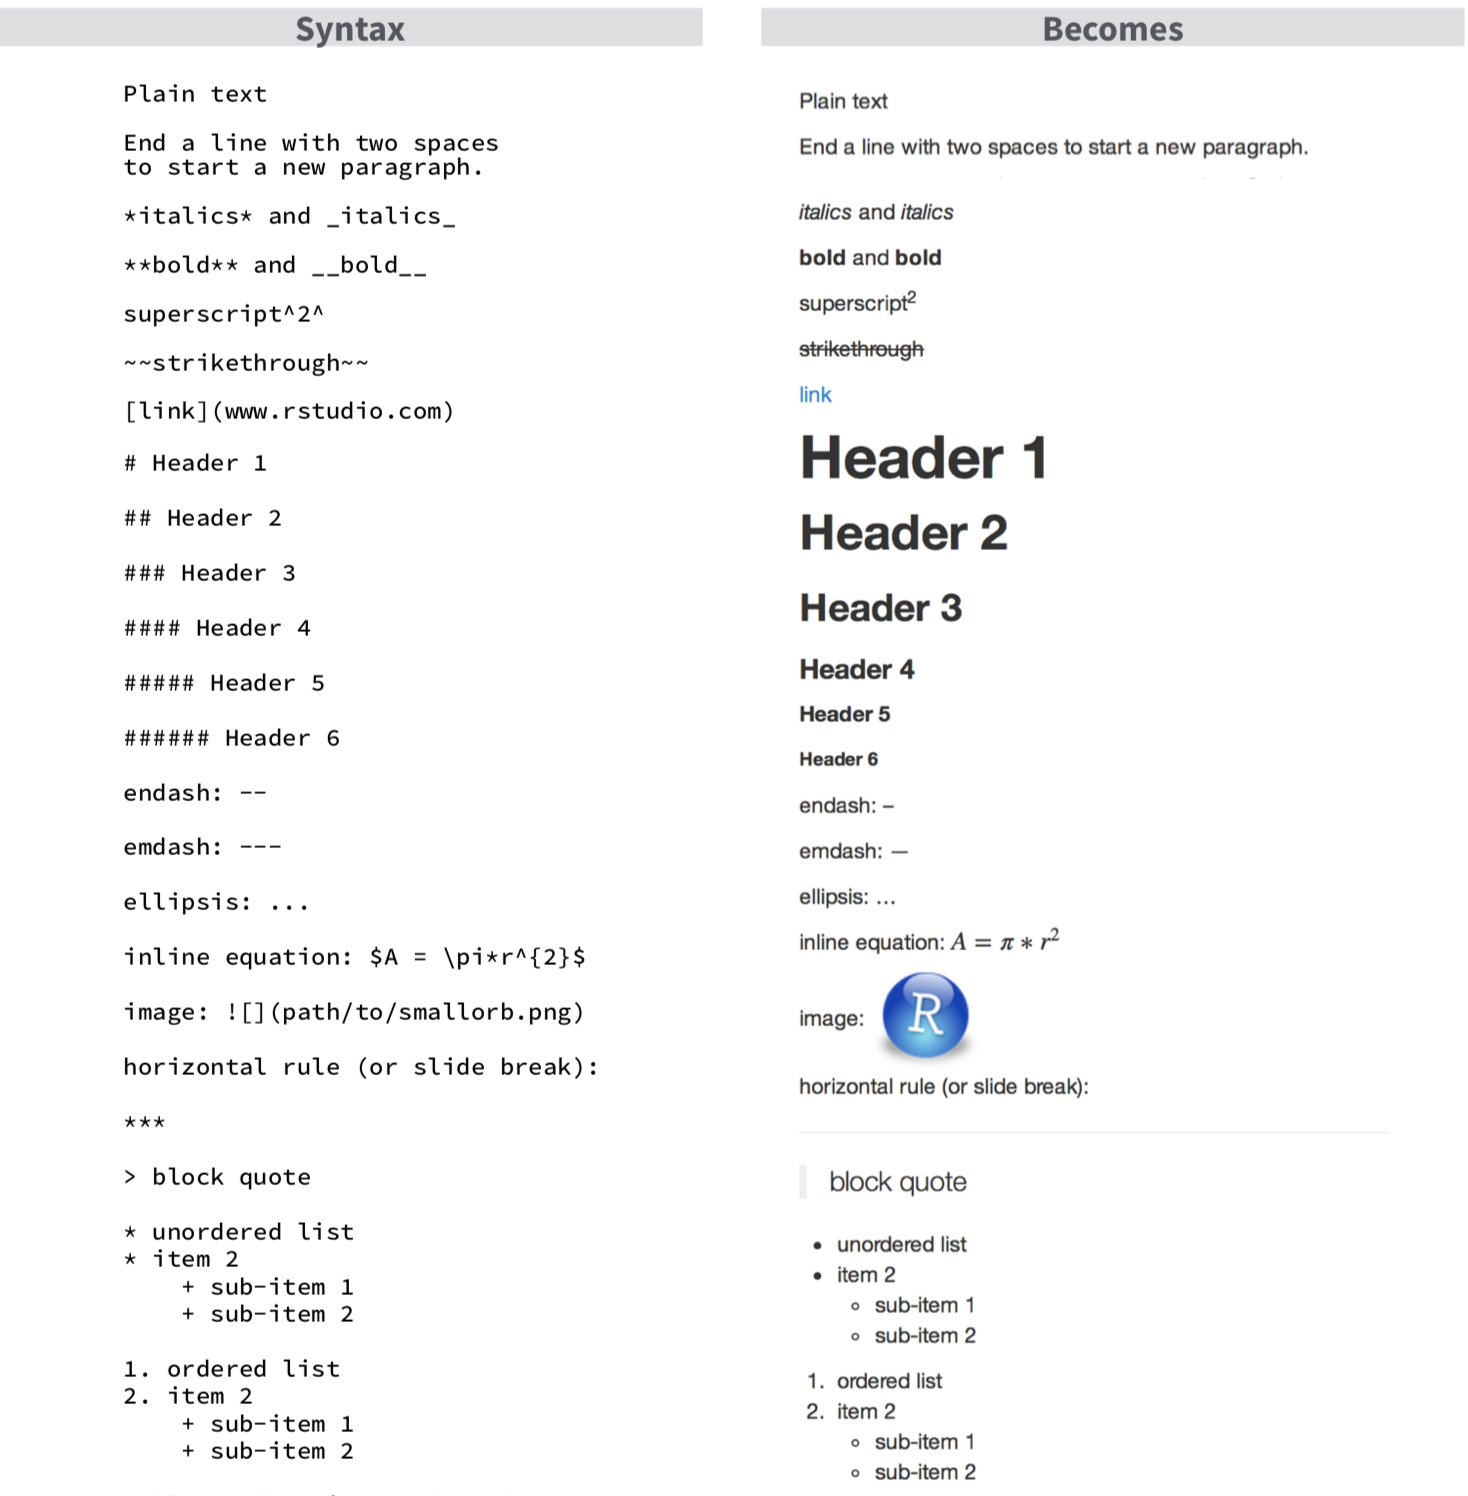 Syntax
Plain text
End a line with two spaces
to start a new paragraph.
*italics* and _italics_
**bold** and __bold__
superscript^2^
~~strikethrough~~
[link](www.rstudio.com)
# Header 1
## Header 2
### Header 3
#### Header 4
##### Header 5
###### Header 6
endash: --
emdash: ---
ellipsis: ...
inline equation: $A = \pi*r^{2}$
image: ![](path/to/smallorb.png)
horizontal rule (or slide break):
***
> block quote
* unordered list
* item 2
    + sub-item 1
    + sub-item 2
1. ordered list
2. item 2
    + sub-item 1
    + sub-item 2
Becomes
Plain text
End a line with two spaces to start a new paragraph.
italics and italics
bold and bold
superscript²
strikethrough
link
Header 1
Header 2
Header 3
Header 4
Header 5
Header 6
endash: –
emdash: —
ellipsis: …
inline equation: A = π * r²
image: R
horizontal rule (or slide break):
block quote
• unordered list
• item 2
◦ sub-item 1
◦ sub-item 2
1. ordered list
2. item 2
◦ sub-item 1
◦ sub-item 2